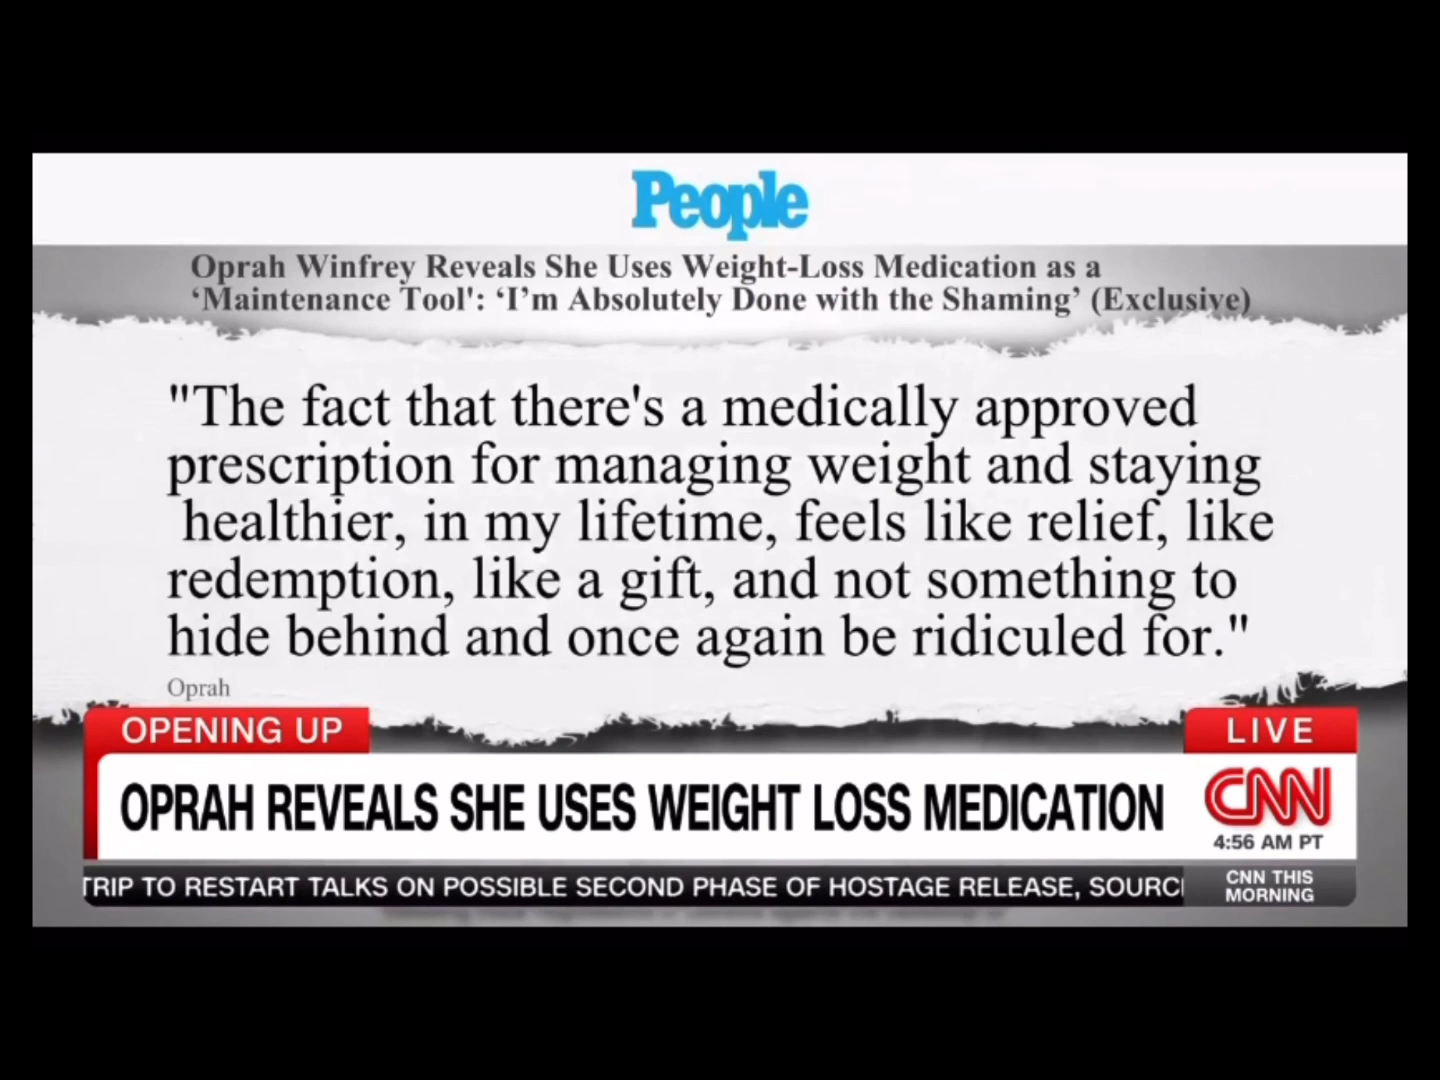 People
Oprah Winfrey Reveals She Uses Weight-Loss Medication as a
‘Maintenance Tool': ‘I’m Absolutely Done with the Shaming’ (Exclusive)
"The fact that there's a medically approved
prescription for managing weight and staying
healthier, in my lifetime, feels like relief, like
redemption, like a gift, and not something to
hide behind and once again be ridiculed for."
Oprah
OPENING UP
LIVE
OPRAH REVEALS SHE USES WEIGHT LOSS MEDICATION
CNN
4:56 AM PT
TRIP TO RESTART TALKS ON POSSIBLE SECOND PHASE OF HOSTAGE RELEASE,
CNN THIS
MORNING